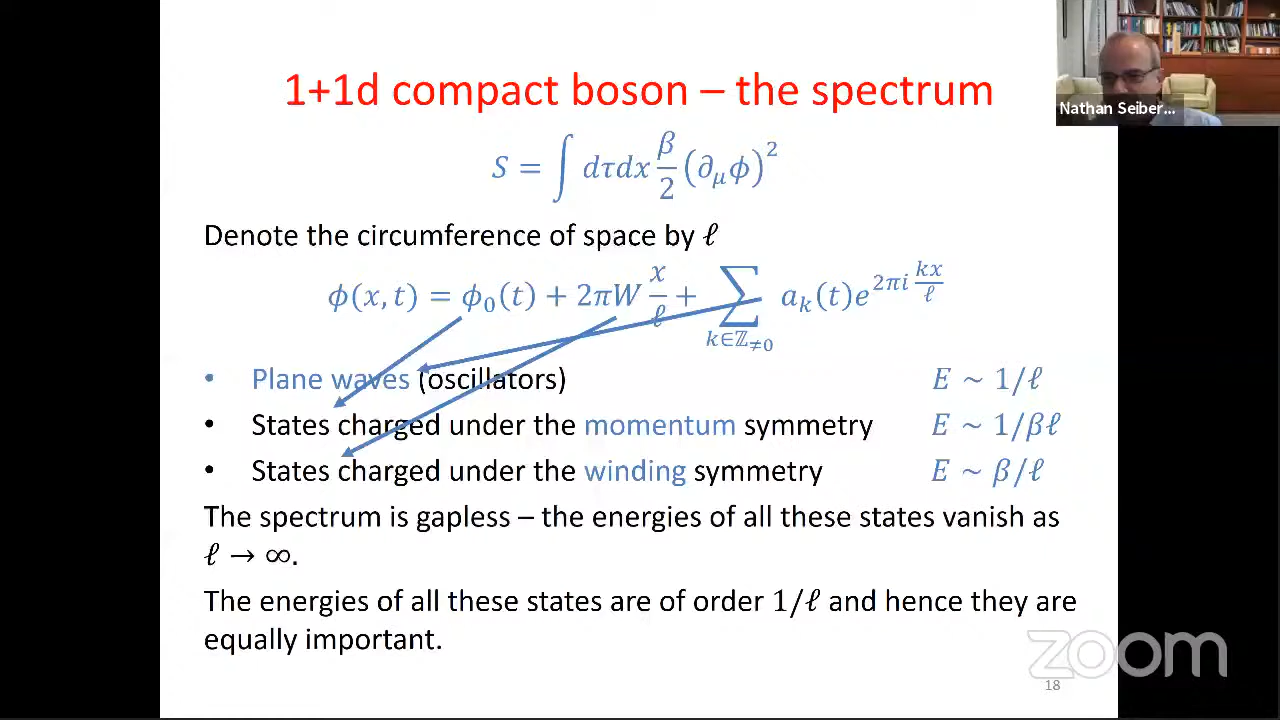 1+1d compact boson – the spectrum
Nathan Seiber...
S = ∫ dτdx β/2 (∂_μ ϕ)^2
Denote the circumference of space by ℓ
ϕ(x, t) = ϕ_0(t) + 2πW x/ℓ + ∑_{k∈ℤ_{≠0}} a_k(t)e^{2πi kx/ℓ}
• Plane waves (oscillators) E ~ 1/ℓ
• States charged under the momentum symmetry E ~ 1/βℓ
• States charged under the winding symmetry E ~ β/ℓ
The spectrum is gapless – the energies of all these states vanish as
ℓ → ∞.
The energies of all these states are of order 1/ℓ and hence they are
equally important.
zoom
18